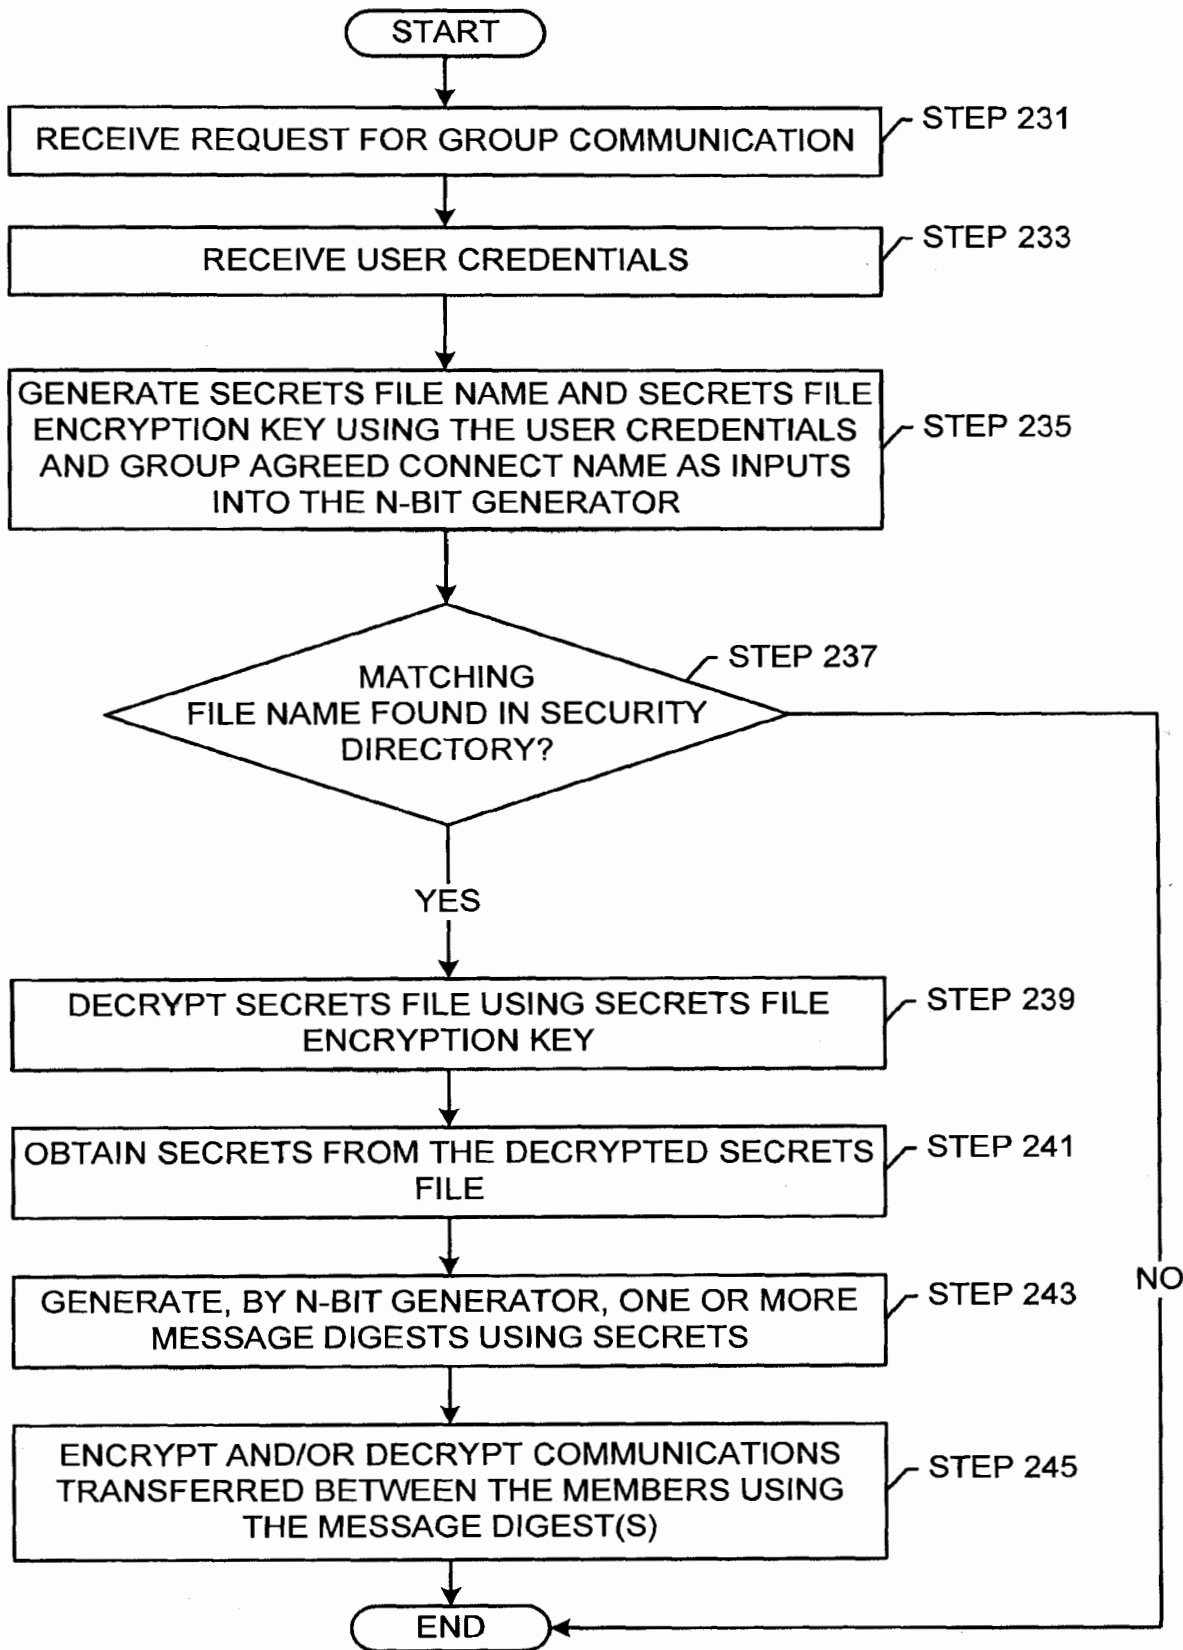 START
RECEIVE REQUEST FOR GROUP COMMUNICATION
STEP 231
RECEIVE USER CREDENTIALS
STEP 233
GENERATE SECRETS FILE NAME AND SECRETS FILE
ENCRYPTION KEY USING THE USER CREDENTIALS
AND GROUP AGREED CONNECT NAME AS INPUTS
INTO THE N-BIT GENERATOR
STEP 235
MATCHING
FILE NAME FOUND IN SECURITY
DIRECTORY?
STEP 237
YES
NO
DECRYPT SECRETS FILE USING SECRETS FILE
ENCRYPTION KEY
STEP 239
OBTAIN SECRETS FROM THE DECRYPTED SECRETS
FILE
STEP 241
GENERATE, BY N-BIT GENERATOR, ONE OR MORE
MESSAGE DIGESTS USING SECRETS
STEP 243
ENCRYPT AND/OR DECRYPT COMMUNICATIONS
TRANSFERRED BETWEEN THE MEMBERS USING
THE MESSAGE DIGEST(S)
STEP 245
END